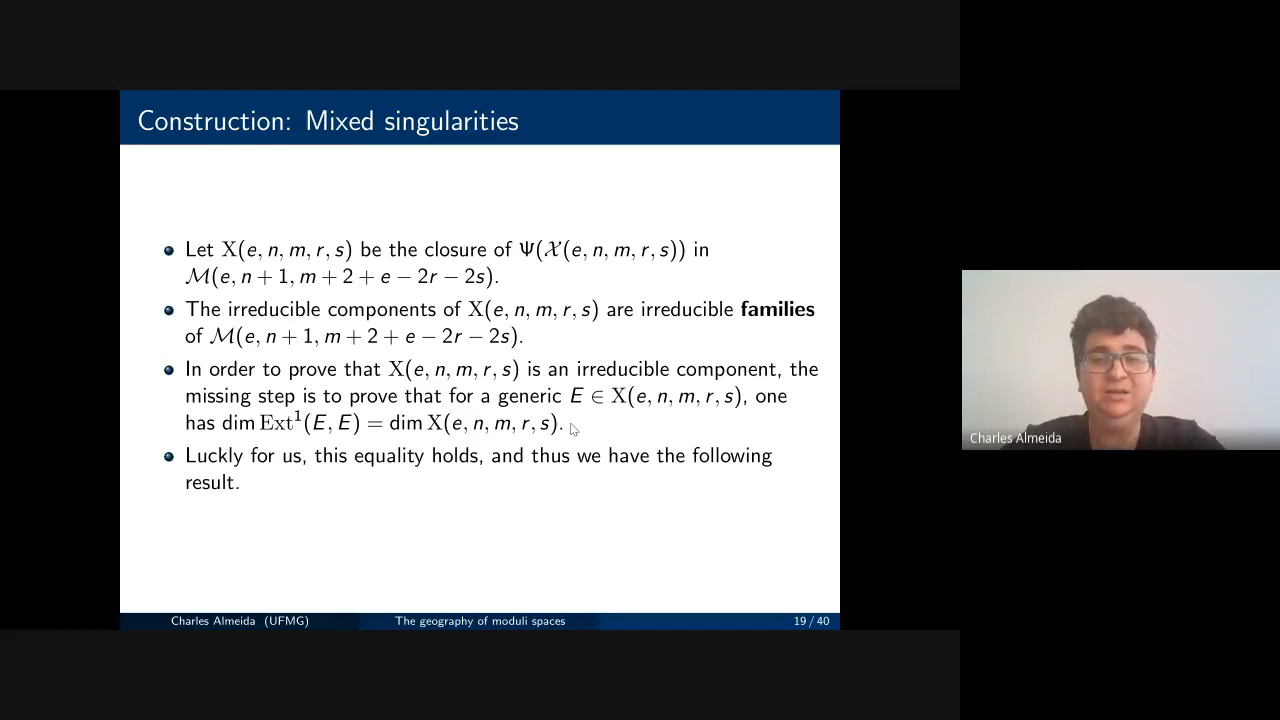 Construction: Mixed singularities
Let X(e, n, m, r, s) be the closure of Ψ(𝒳(e, n, m, r, s)) in
ℳ(e, n + 1, m + 2 + e − 2r − 2s).
The irreducible components of X(e, n, m, r, s) are irreducible families
of ℳ(e, n + 1, m + 2 + e − 2r − 2s).
In order to prove that X(e, n, m, r, s) is an irreducible component, the
missing step is to prove that for a generic E ∈ X(e, n, m, r, s), one
has dim Ext¹(E, E) = dim X(e, n, m, r, s).
Luckly for us, this equality holds, and thus we have the following
result.
Charles Almeida (UFMG) The geography of moduli spaces 19 / 40
Charles Almeida